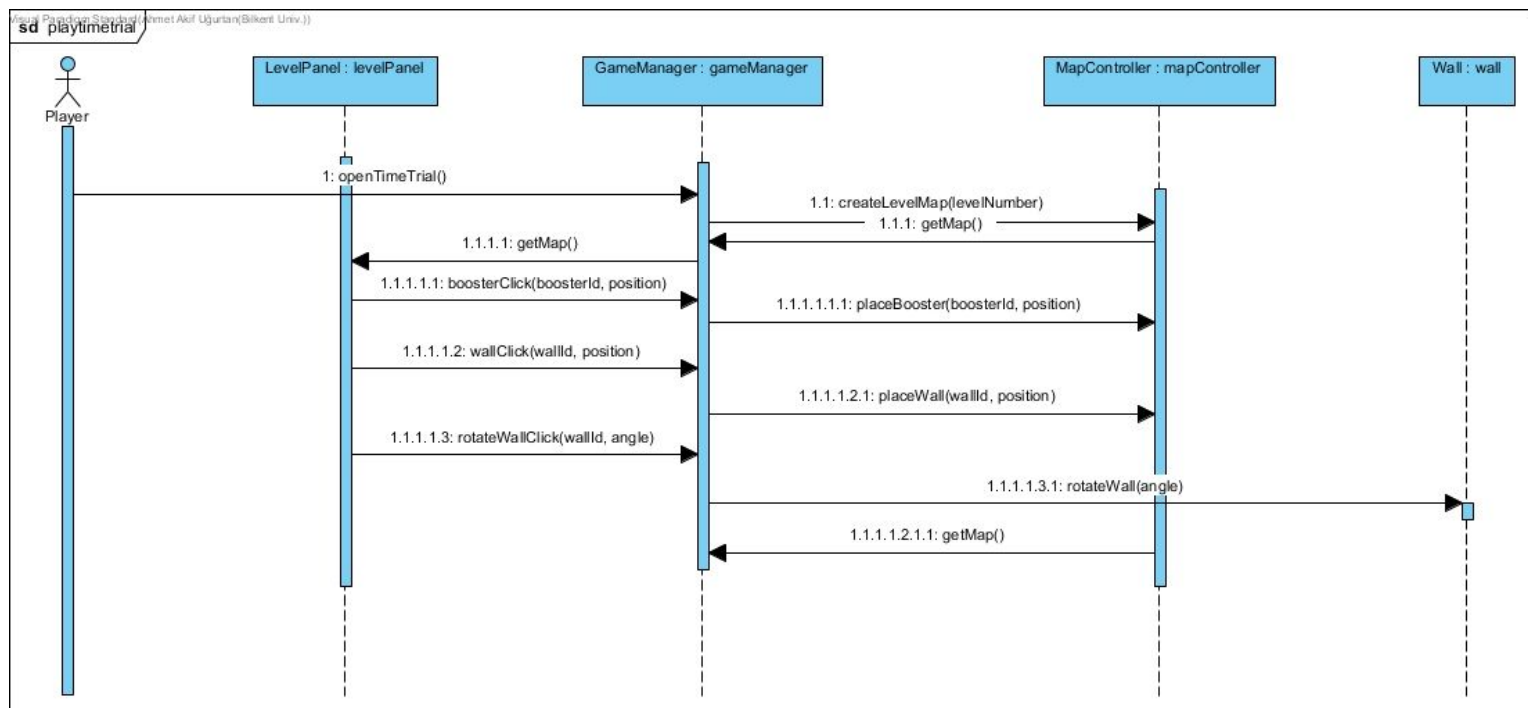 Visual Paradigm Standard(Ahmet Akif Uğurtan(Bilkent Univ.))
sd playtimetrial
Player
LevelPanel : levelPanel
GameManager : gameManager
MapController : mapController
Wall : wall
1: openTimeTrial()
1.1: createLevelMap(levelNumber)
1.1.1: getMap()
1.1.1.1: getMap()
1.1.1.1.1: boosterClick(boosterId, position)
1.1.1.1.1.1: placeBooster(boosterId, position)
1.1.1.1.2: wallClick(wallId, position)
1.1.1.1.2.1: placeWall(wallId, position)
1.1.1.1.3: rotateWallClick(wallId, angle)
1.1.1.1.3.1: rotateWall(angle)
1.1.1.1.2.1.1: getMap()